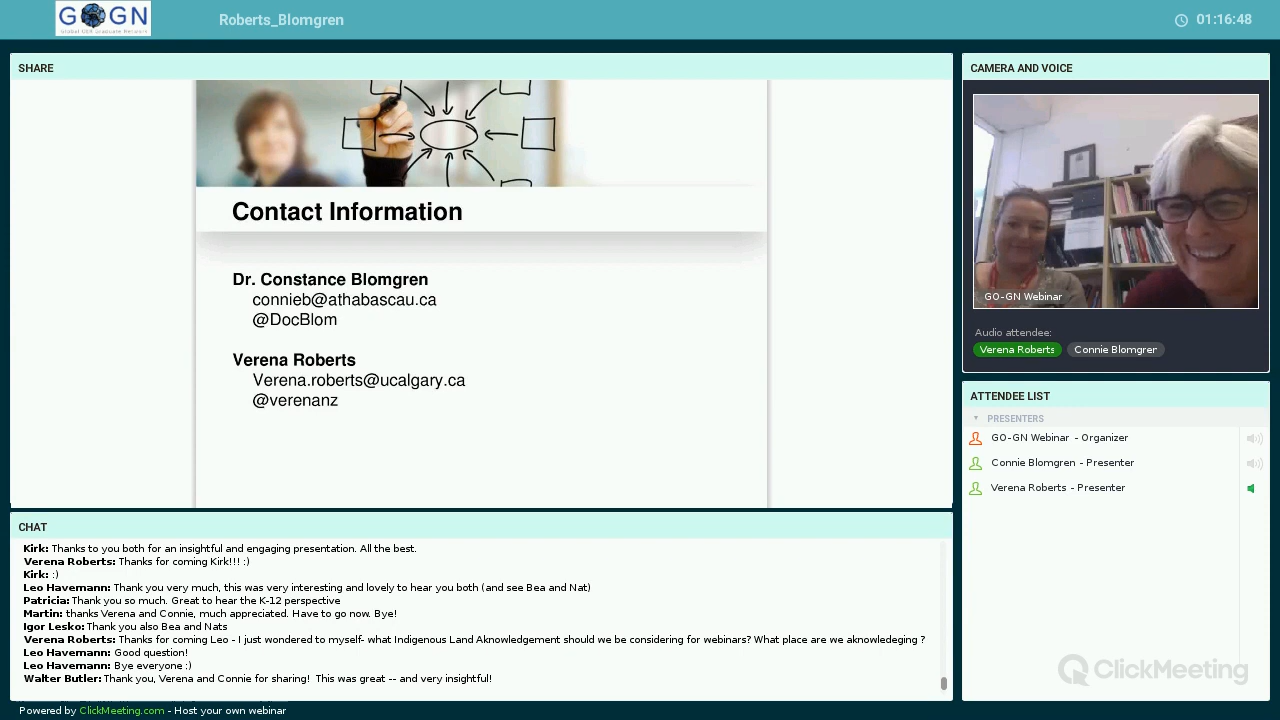 GOGN
Global OER Graduate Network
Roberts_Blomgren
01:16:48
SHARE
Contact Information
Dr. Constance Blomgren
connieb@athabascau.ca
@DocBlom
Verena Roberts
Verena.roberts@ucalgary.ca
@verenanz
CHAT
Kirk: Thanks to you both for an insightful and engaging presentation. All the best.
Verena Roberts: Thanks for coming Kirk!!! :)
Kirk: :)
Leo Havemann: Thank you very much, this was very interesting and lovely to hear you both (and see Bea and Nat)
Patricia: Thank you so much. Great to hear the K-12 perspective
Martin: thanks Verena and Connie, much appreciated. Have to go now. Bye!
Igor Lesko: Thank you also Bea and Nats
Verena Roberts: Thanks for coming Leo - I just wondered to myself- what Indigenous Land Aknowledgement should we be considering for webinars? What place are we aknowledeging ?
Leo Havemann: Good question!
Leo Havemann: Bye everyone :)
Walter Butler: Thank you, Verena and Connie for sharing! This was great -- and very insightful!
Powered by ClickMeeting.com - Host your own webinar
CAMERA AND VOICE
GO-GN Webinar
Audio attendee:
Verena Roberts
Connie Blomgren
ATTENDEE LIST
PRESENTERS
GO-GN Webinar - Organizer
Connie Blomgren - Presenter
Verena Roberts - Presenter
ClickMeeting